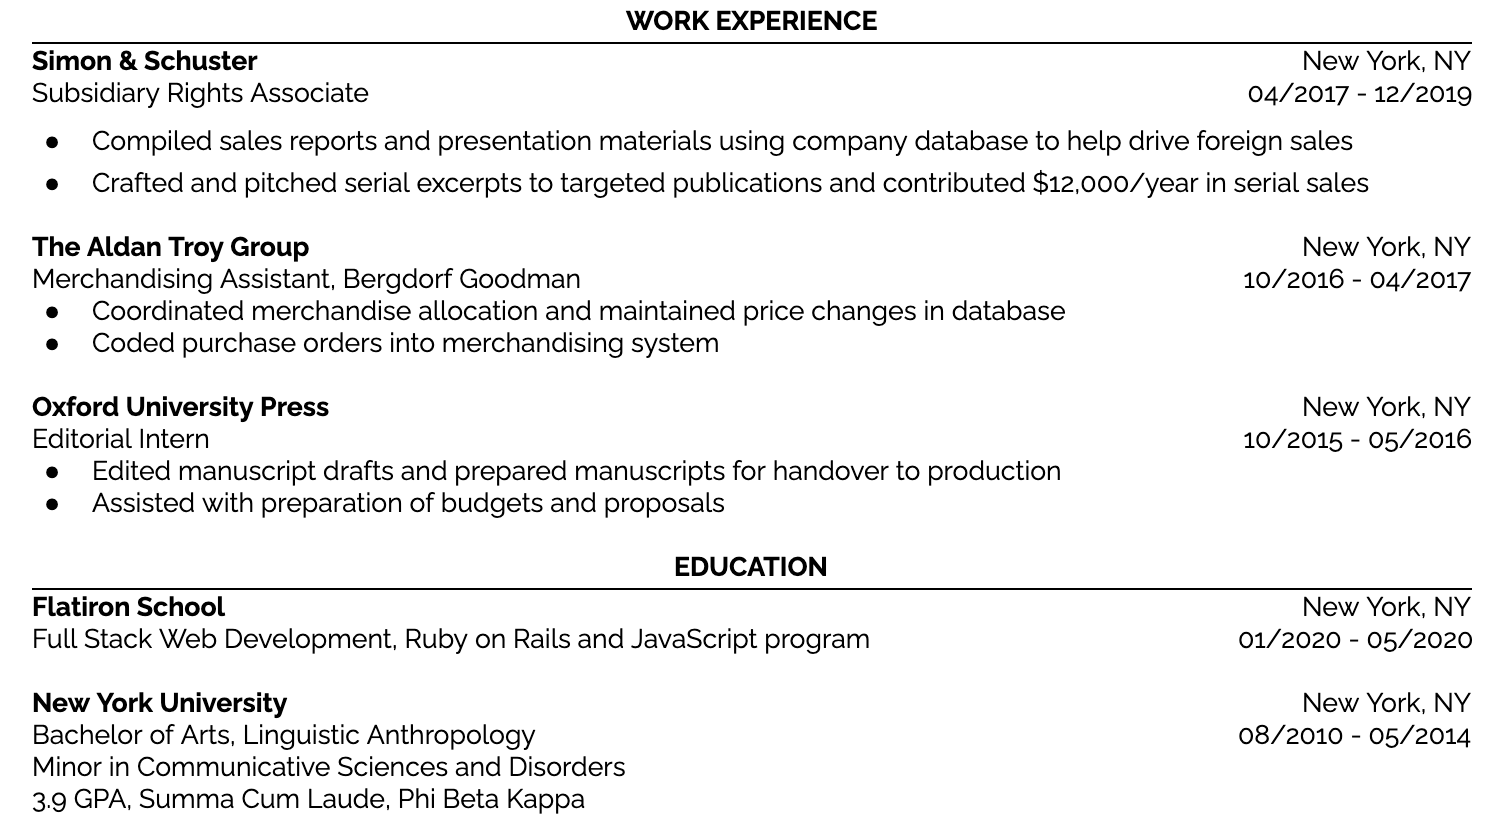 WORK EXPERIENCE
Simon & Schuster New York, NY
Subsidiary Rights Associate 04/2017 - 12/2019
● Compiled sales reports and presentation materials using company database to help drive foreign sales
● Crafted and pitched serial excerpts to targeted publications and contributed $12,000/year in serial sales
The Aldan Troy Group New York, NY
Merchandising Assistant, Bergdorf Goodman 10/2016 - 04/2017
● Coordinated merchandise allocation and maintained price changes in database
● Coded purchase orders into merchandising system
Oxford University Press New York, NY
Editorial Intern 10/2015 - 05/2016
● Edited manuscript drafts and prepared manuscripts for handover to production
● Assisted with preparation of budgets and proposals
EDUCATION
Flatiron School New York, NY
Full Stack Web Development, Ruby on Rails and JavaScript program 01/2020 - 05/2020
New York University New York, NY
Bachelor of Arts, Linguistic Anthropology 08/2010 - 05/2014
Minor in Communicative Sciences and Disorders
3.9 GPA, Summa Cum Laude, Phi Beta Kappa